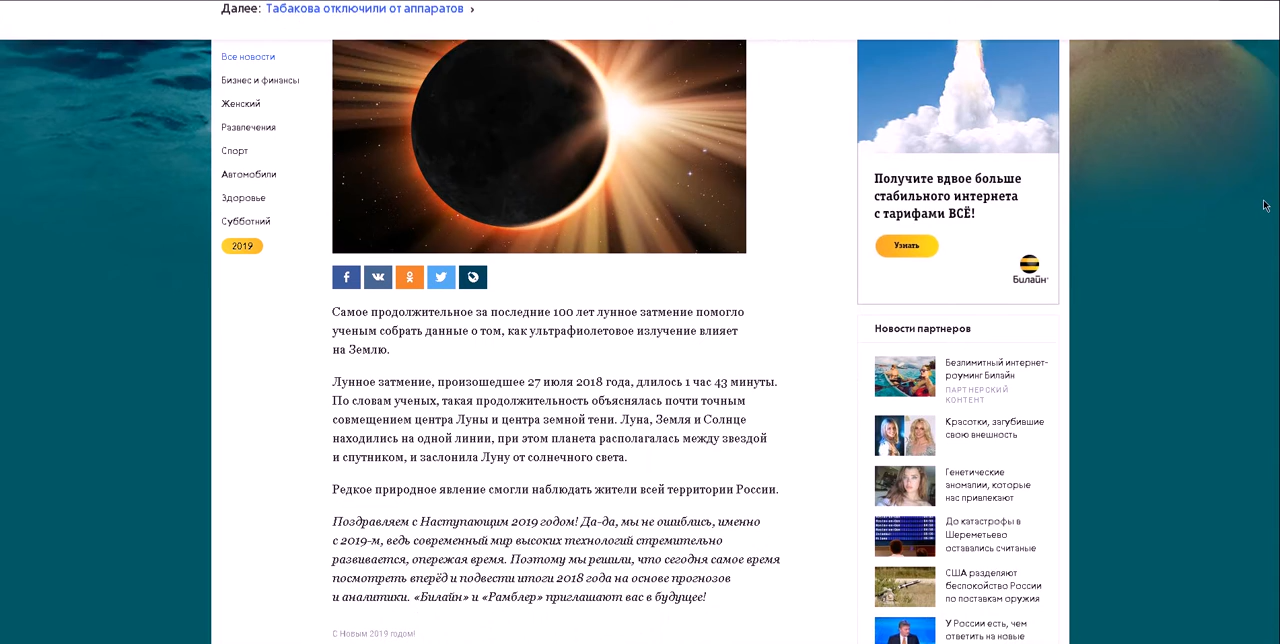 Далее: Табакова отключили от аппаратов ›
Все новости
Бизнес и финансы
Женский
Развлечения
Спорт
Автомобили
Здоровье
Субботний
2019
Самое продолжительное за последние 100 лет лунное затмение помогло
ученым собрать данные о том, как ультрафиолетовое излучение влияет
на Землю.
Лунное затмение, произошедшее 27 июля 2018 года, длилось 1 час 43 минуты.
По словам ученых, такая продолжительность объяснялась почти точным
совмещением центра Луны и центра земной тени. Луна, Земля и Солнце
находились на одной линии, при этом планета располагалась между звездой
и спутником, и заслонила Луну от солнечного света.
Редкое природное явление смогли наблюдать жители всей территории России.
Поздравляем с Наступающим 2019 годом! Да-да, мы не ошиблись, именно
с 2019-м, ведь современный мир высоких технологий стремительно
развивается, опережая время. Поэтому мы решили, что сегодня самое время
посмотреть вперёд и подвести итоги 2018 года на основе прогнозов
и аналитики. «Билайн» и «Рамблер» приглашают вас в будущее!
С Новым 2019 годом!
Получите вдвое больше
стабильного интернета
с тарифами ВСЁ!
Узнать
Билайн
Новости партнеров
Безлимитный интернет-
роуминг Билайн
ПАРТНЕРСКИЙ
КОНТЕНТ
Красотки, загубившие
свою внешность
Генетические
аномалии, которые
нас привлекают
До катастрофы в
Шереметьево
оставались считаные
США разделяют
беспокойство России
по поставкам оружия
У России есть, чем
ответить на новые